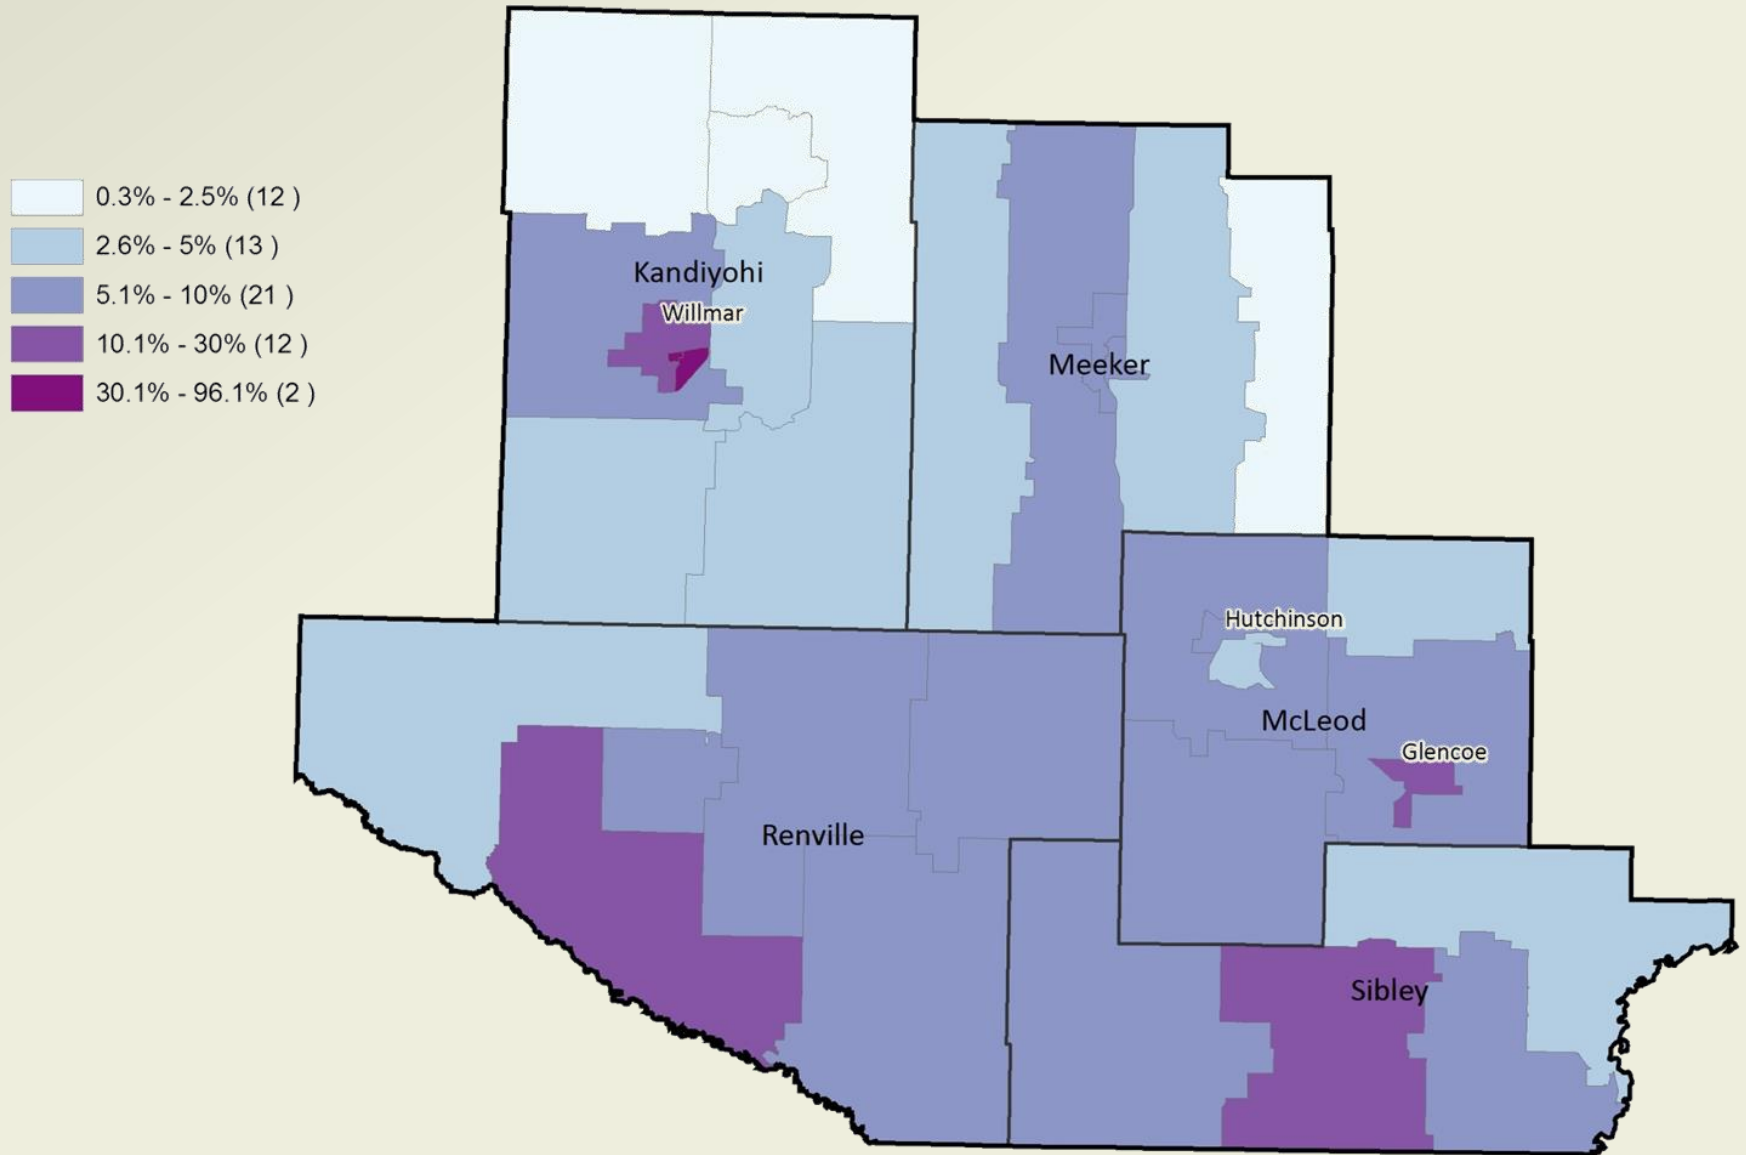 0.3% - 2.5% (12 )
2.6% - 5% (13 )
5.1% - 10% (21 )
10.1% - 30% (12 )
30.1% - 96.1% (2 )
Kandiyohi
Willmar
Meeker
Hutchinson
McLeod
Glencoe
Renville
Sibley